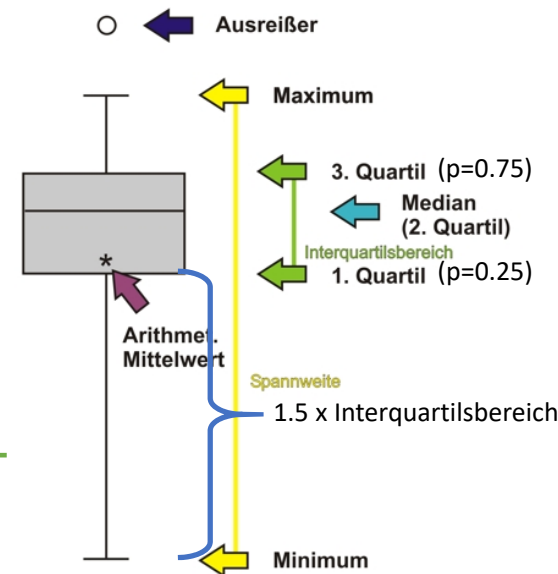 Ausreißer
Maximum
3. Quartil (p=0.75)
Median
(2. Quartil)
Interquartilsbereich
1. Quartil (p=0.25)
*
Arithmet.
Mittelwert
Spannweite
1.5 x Interquartilsbereich
Minimum